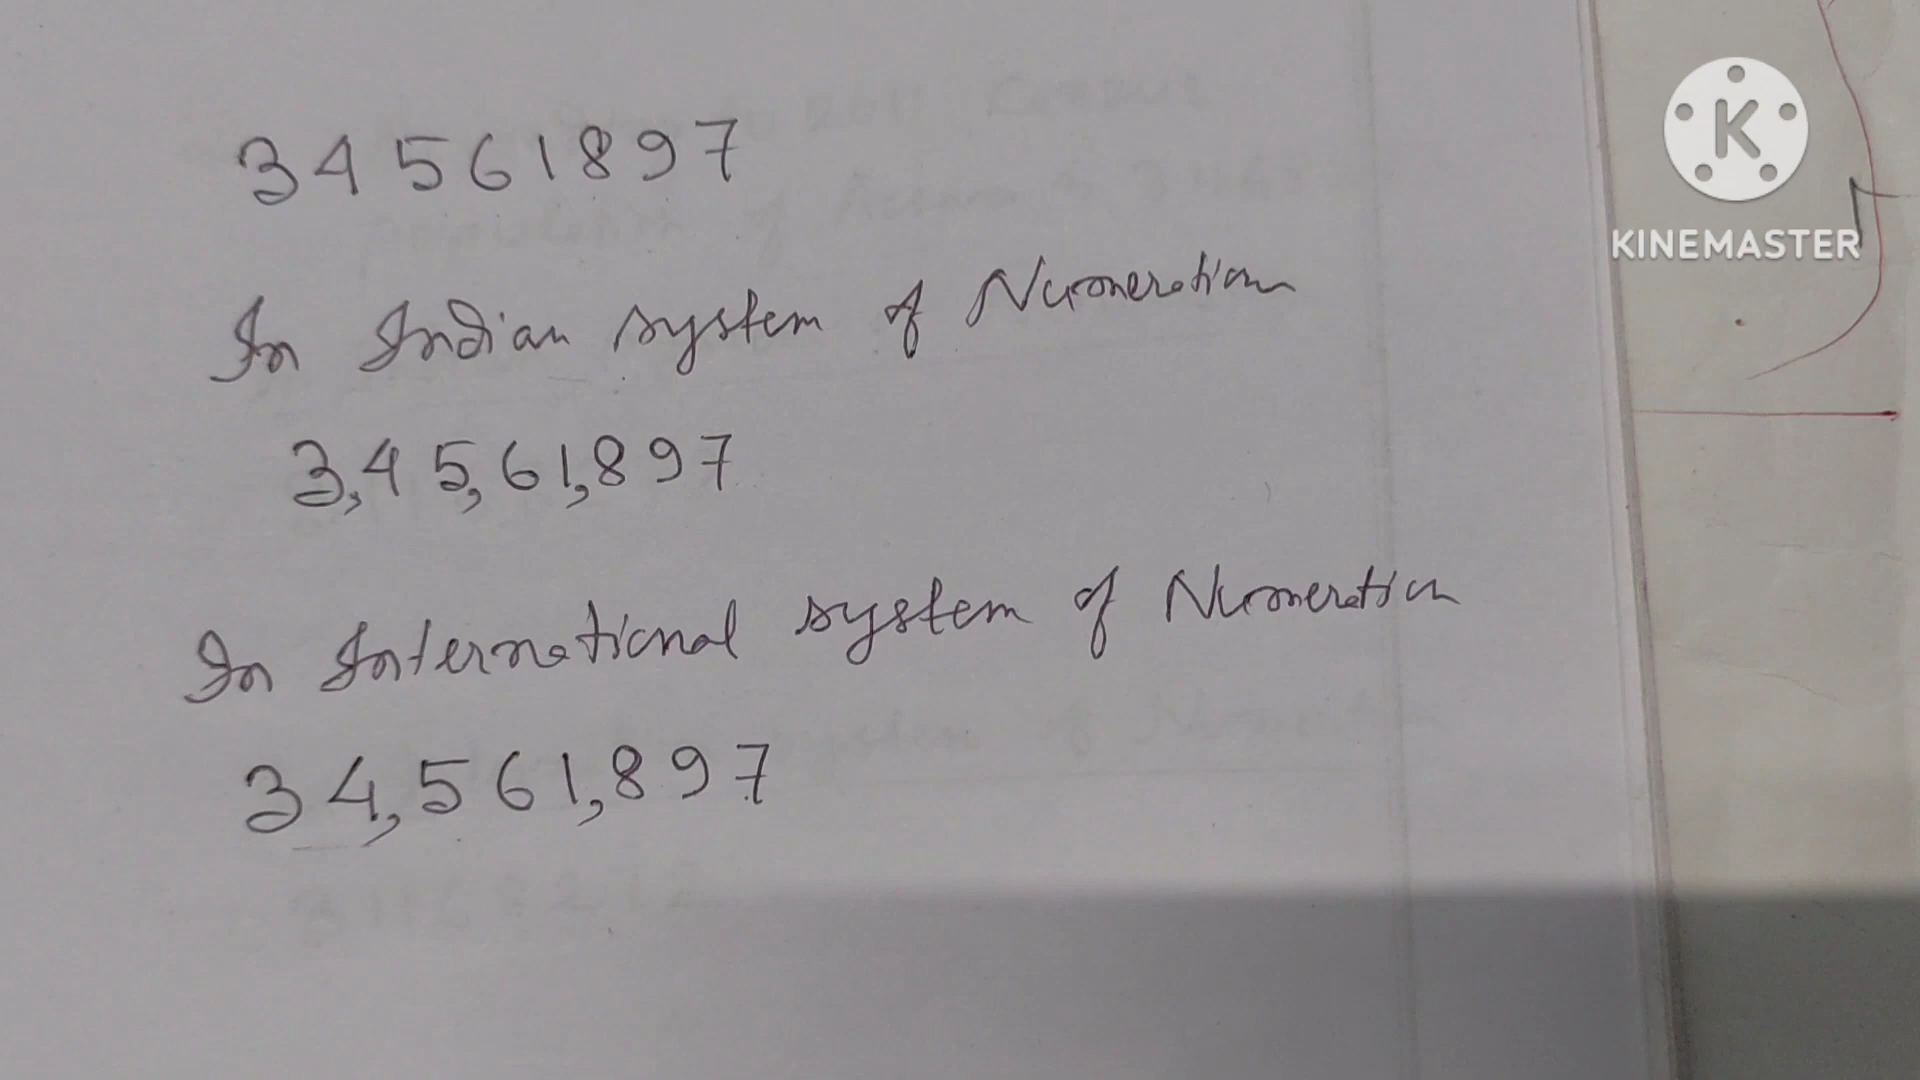 34561897
In Indian system of Numeration
3,45,61,897
In International system of Numeration
34,561,897
KINEMASTER